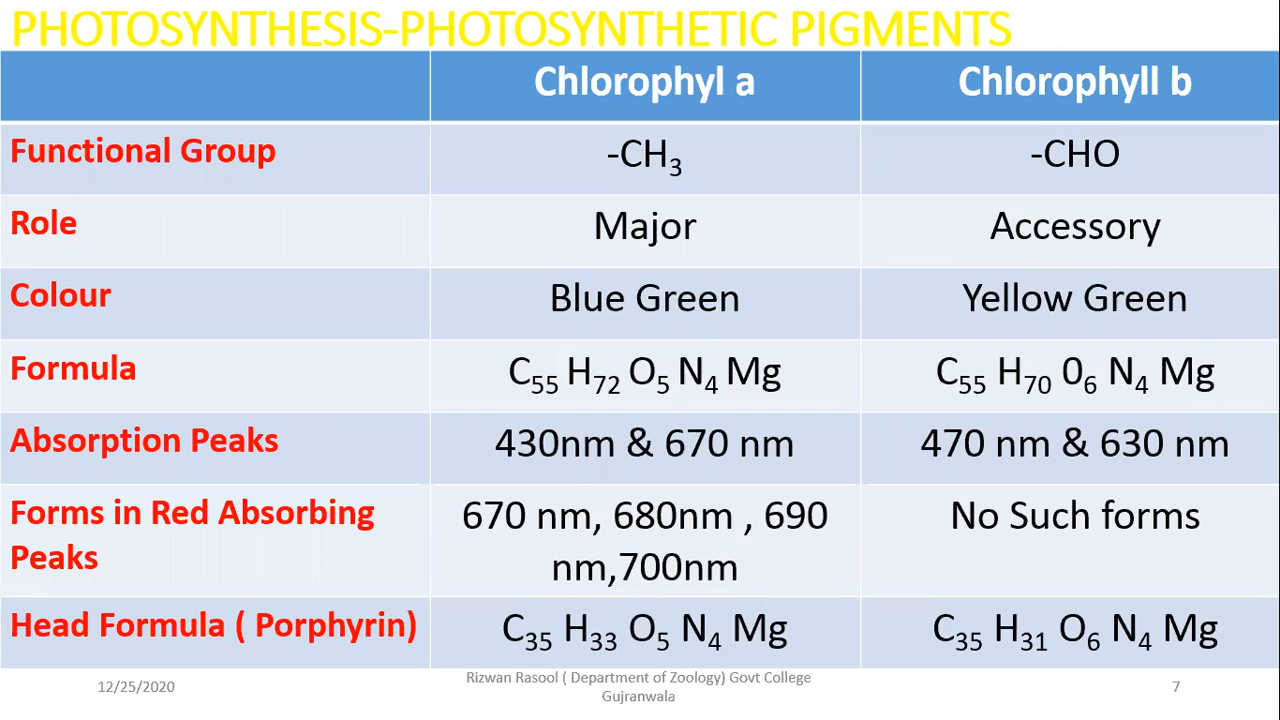 PHOTOSYNTHESIS-PHOTOSYNTHETIC PIGMENTS
Chlorophyl a
Chlorophyll b
Functional Group
-CH₃
-CHO
Role
Major
Accessory
Colour
Blue Green
Yellow Green
Formula
C₅₅ H₇₂ O₅ N₄ Mg
C₅₅ H₇₀ 0₆ N₄ Mg
Absorption Peaks
430nm & 670 nm
470 nm & 630 nm
Forms in Red Absorbing
Peaks
670 nm, 680nm , 690
nm,700nm
No Such forms
Head Formula ( Porphyrin)
C₃₅ H₃₃ O₅ N₄ Mg
C₃₅ H₃₁ O₆ N₄ Mg
12/25/2020
Rizwan Rasool ( Department of Zoology) Govt College
Gujranwala
7